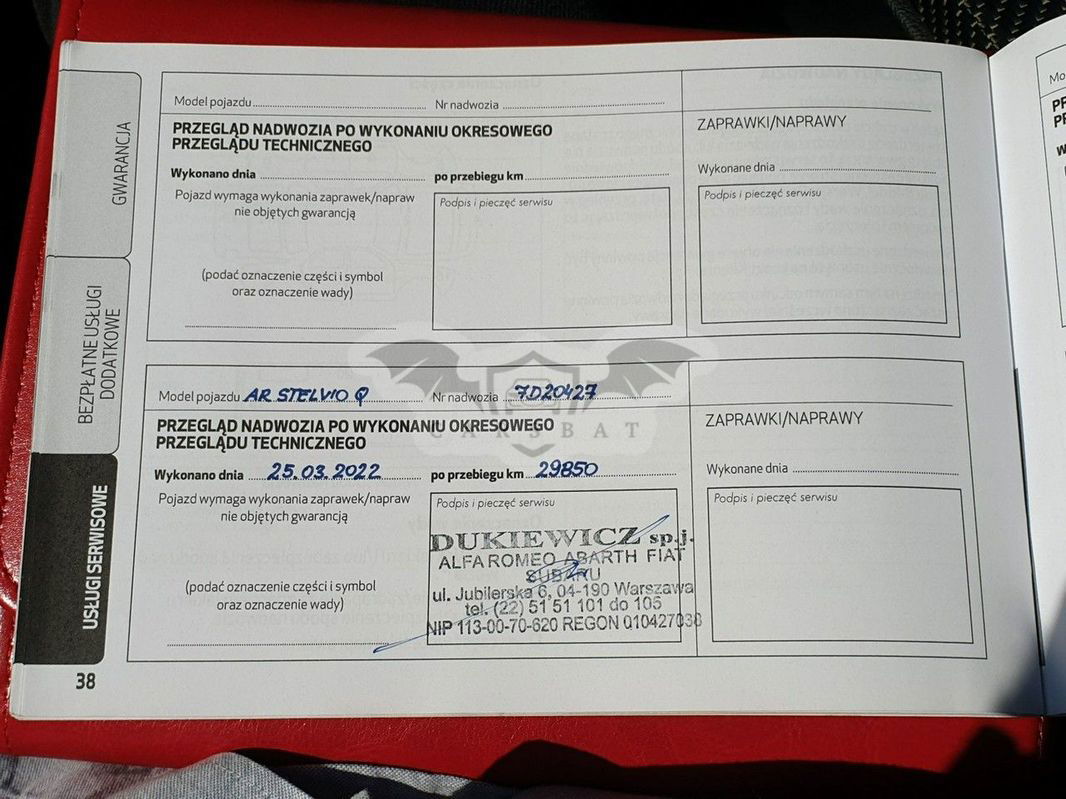 GWARANCJA
BEZPŁATNE USŁUGI
DODATKOWE
USŁUGI SERWISOWE
Model pojazdu Nr nadwozia
PRZEGLĄD NADWOZIA PO WYKONANIU OKRESOWEGO
PRZEGLĄDU TECHNICZNEGO
Wykonano dnia po przebiegu km
Pojazd wymaga wykonania zaprawek/napraw
nie objętych gwarancją
(podać oznaczenie części i symbol
oraz oznaczenie wady)
Podpis i pieczęć serwisu
ZAPRAWKI/NAPRAWY
Wykonane dnia
Podpis i pieczęć serwisu
CARSBAT
Model pojazdu AR STELVIO Q Nr nadwozia 7D20427
PRZEGLĄD NADWOZIA PO WYKONANIU OKRESOWEGO
PRZEGLĄDU TECHNICZNEGO
Wykonano dnia 25.03.2022 po przebiegu km 29850
Pojazd wymaga wykonania zaprawek/napraw
nie objętych gwarancją
(podać oznaczenie części i symbol
oraz oznaczenie wady)
Podpis i pieczęć serwisu
DUKIEWICZ sp.j.
ALFA ROMEO ABARTH FIAT
SUBARU
ul. Jubilerska 6, 04-190 Warszawa
tel. (22) 51 51 101 do 105
NIP 113-00-70-620 REGON 010427038
ZAPRAWKI/NAPRAWY
Wykonane dnia
Podpis i pieczęć serwisu
38